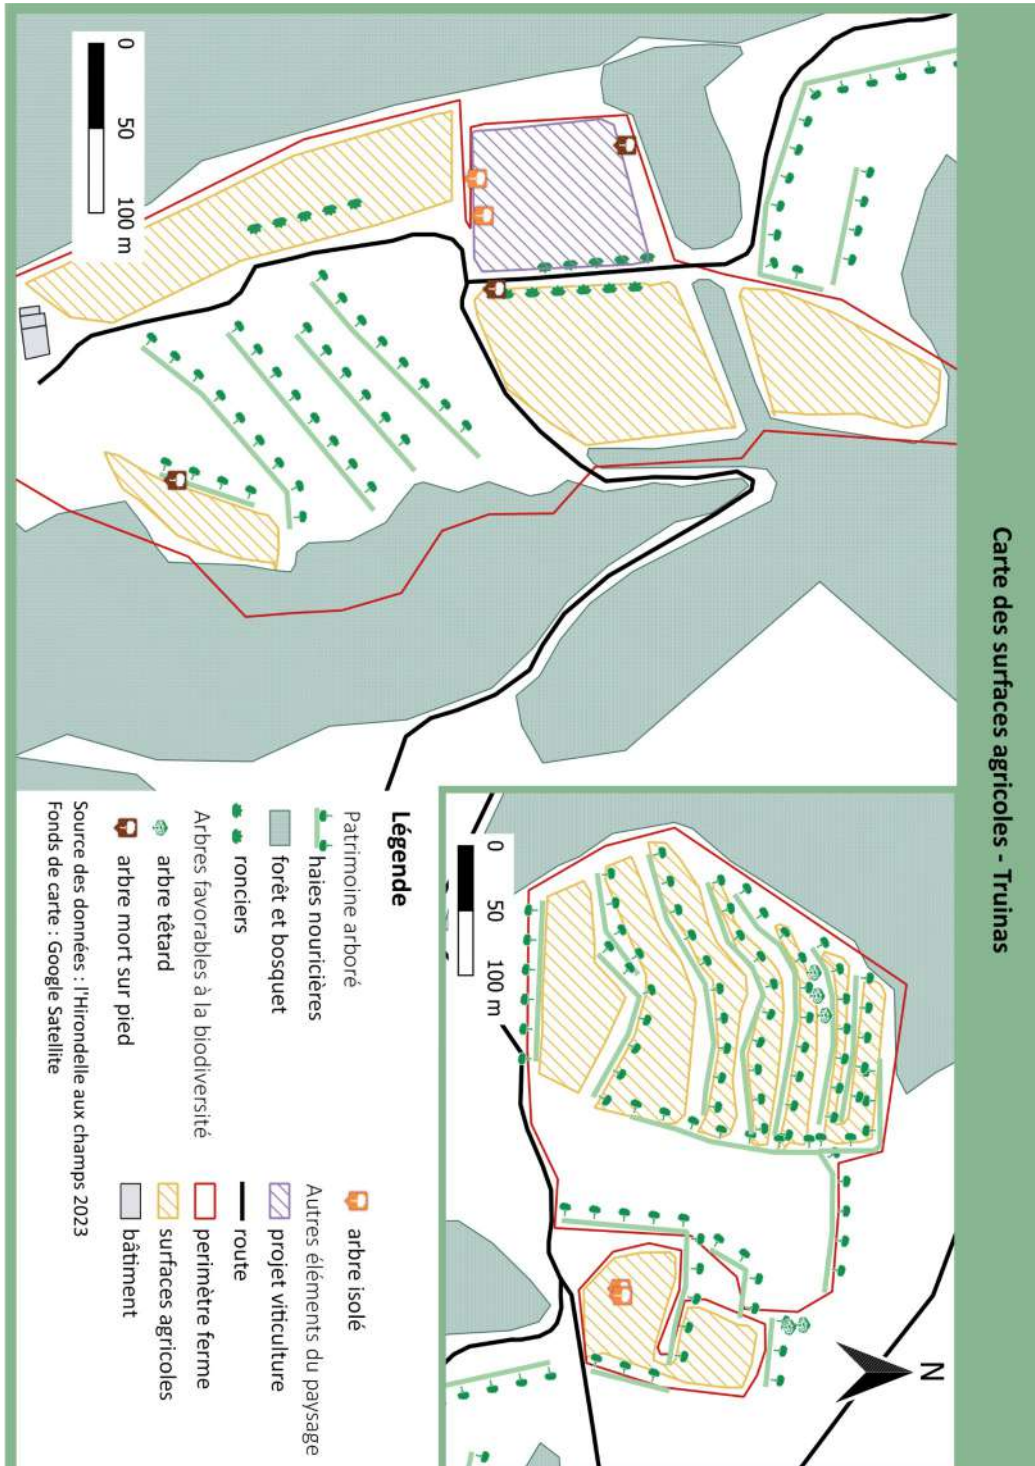 Carte des surfaces agricoles - Truinas
N
0 50 100 m
0 50 100 m
Légende
Patrimoine arboré
haies nouricières
forêt et bosquet
ronciers
Arbres favorables à la biodiversité
arbre têtard
arbre mort sur pied
arbre isolé
Autres éléments du paysage
projet viticulture
route
perimètre ferme
surfaces agricoles
bâtiment
Source des données : l'Hirondelle aux champs 2023
Fonds de carte : Google Satellite